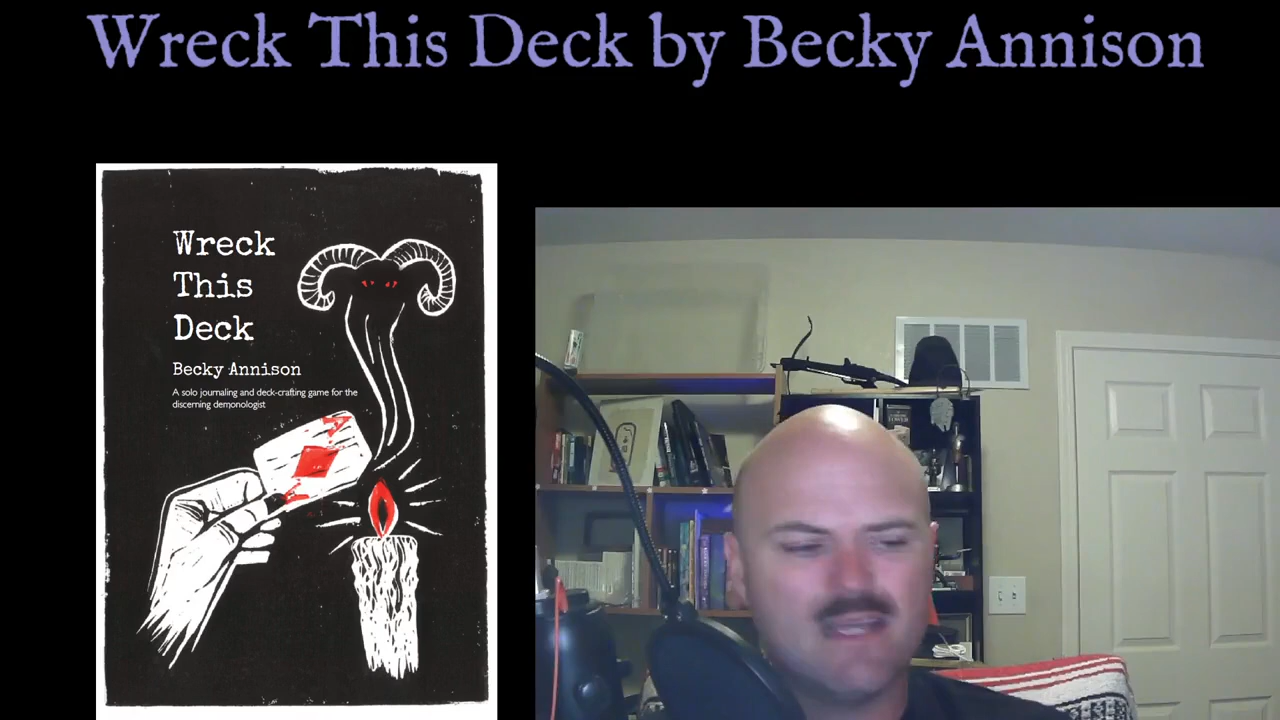 Wreck This Deck by Becky Annison
Wreck
This
Deck
Becky Annison
A solo journaling and deck-crafting game for the
discerning demonologist